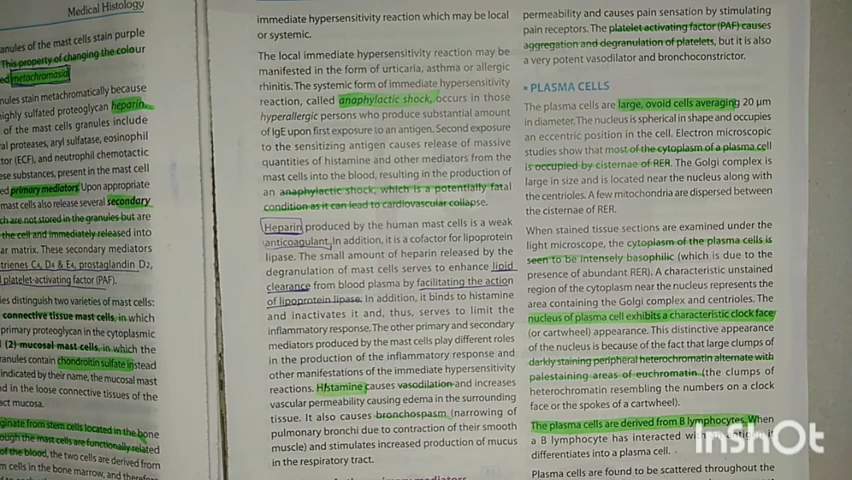 Medical Histology
anules of the mast cells stain purple
This property of changing the colour
ed metachromasia
nules stain metachromatically because
highly sulfated proteoglycan heparin.
of the mast cells granules include
al proteases, aryl sulfatase, eosinophil
tor (ECF), and neutrophil chemotactic
ese substances, present in the mast cell
ed primary mediators. Upon appropriate
mast cells also release several secondary
ch are not stored in the granules but are
the cell and immediately released into
ar matrix. These secondary mediators
trienes C4, D4 & E4, prostaglandin D2,
platelet-activating factor (PAF).
ies distinguish two varieties of mast cells:
connective tissue mast cells, in which
primary proteoglycan in the cytoplasmic
(2) mucosal mast cells, in which the
ranules contain chondroitin sulfate instead
indicated by their name, the mucosal mast
nd in the loose connective tissues of the
act mucosa.
ginate from stem cells located in the bone
ough the mast cells are functionally related
of the blood, the two cells are derived from
m cells in the bone marrow, and therefore
immediate hypersensitivity reaction which may be local
or systemic.
The local immediate hypersensitivity reaction may be
manifested in the form of urticaria, asthma or allergic
rhinitis. The systemic form of immediate hypersensitivity
reaction, called anaphylactic shock, occurs in those
hyperallergic persons who produce substantial amount
of IgE upon first exposure to an antigen. Second exposure
to the sensitizing antigen causes release of massive
quantities of histamine and other mediators from the
mast cells into the blood, resulting in the production of
an anaphylactic shock, which is a potentially fatal
condition as it can lead to cardiovascular collapse.
Heparin produced by the human mast cells is a weak
anticoagulant. In addition, it is a cofactor for lipoprotein
lipase. The small amount of heparin released by the
degranulation of mast cells serves to enhance lipid
clearance from blood plasma by facilitating the action
of lipoprotein lipase. In addition, it binds to histamine
and inactivates it and, thus, serves to limit the
inflammatory response. The other primary and secondary
mediators produced by the mast cells play different roles
in the production of the inflammatory response and
other manifestations of the immediate hypersensitivity
reactions. Histamine causes vasodilation and increases
vascular permeability causing edema in the surrounding
tissue. It also causes bronchospasm (narrowing of
pulmonary bronchi due to contraction of their smooth
muscle) and stimulates increased production of mucus
in the respiratory tract.
permeability and causes pain sensation by stimulating
pain receptors. The platelet activating factor (PAF) causes
aggregation and degranulation of platelets, but it is also
a very potent vasodilator and bronchoconstrictor.
• PLASMA CELLS
The plasma cells are large, ovoid cells averaging 20 μm
in diameter. The nucleus is spherical in shape and occupies
an eccentric position in the cell. Electron microscopic
studies show that most of the cytoplasm of a plasma cell
is occupied by cisternae of RER. The Golgi complex is
large in size and is located near the nucleus along with
the centrioles. A few mitochondria are dispersed between
the cisternae of RER.
When stained tissue sections are examined under the
light microscope, the cytoplasm of the plasma cells is
seen to be intensely basophilic (which is due to the
presence of abundant RER). A characteristic unstained
region of the cytoplasm near the nucleus represents the
area containing the Golgi complex and centrioles. The
nucleus of plasma cell exhibits a characteristic clock face
(or cartwheel) appearance. This distinctive appearance
of the nucleus is because of the fact that large clumps of
darkly staining peripheral heterochromatin alternate with
palestaining areas of euchromatin (the clumps of
heterochromatin resembling the numbers on a clock
face or the spokes of a cartwheel).
The plasma cells are derived from B lymphocytes. When
a B lymphocyte has interacted
differentiates into a plasma cell.
Plasma cells are found to be scattered throughout the
InShOt